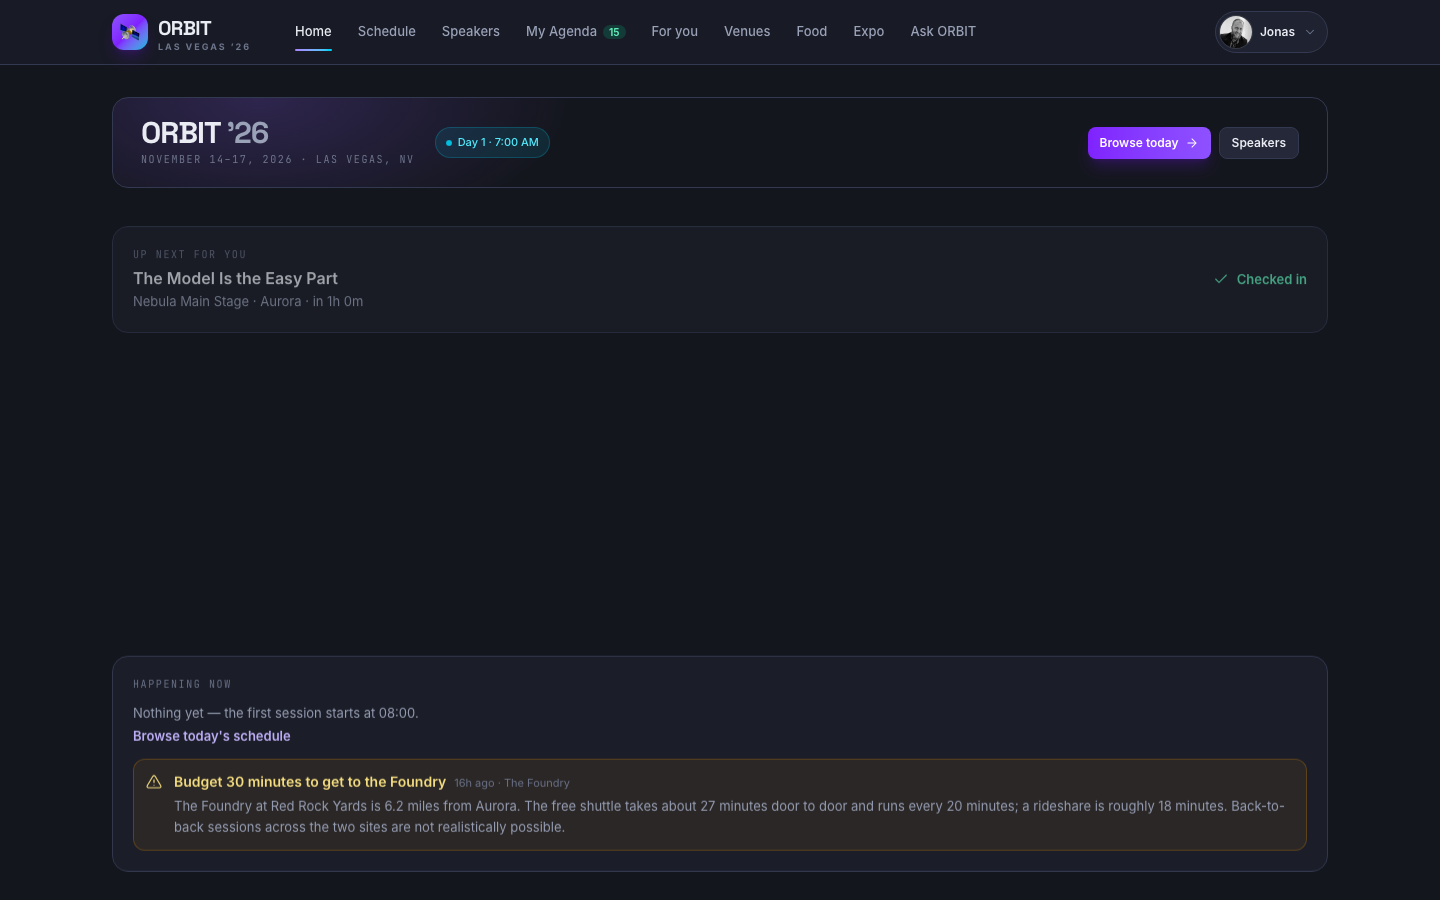 ORBIT
LAS VEGAS '26
Home
Schedule
Speakers
My Agenda 15
For you
Venues
Food
Expo
Ask ORBIT
Jonas
ORBIT ’26
NOVEMBER 14–17, 2026 · LAS VEGAS, NV
Day 1 · 7:00 AM
Browse today →
Speakers
UP NEXT FOR YOU
The Model Is the Easy Part
Nebula Main Stage · Aurora · in 1h 0m
Checked in
HAPPENING NOW
Nothing yet — the first session starts at 08:00.
Browse today's schedule
Budget 30 minutes to get to the Foundry 16h ago · The Foundry
The Foundry at Red Rock Yards is 6.2 miles from Aurora. The free shuttle takes about 27 minutes door to door and runs every 20 minutes; a rideshare is roughly 18 minutes. Back-to-
back sessions across the two sites are not realistically possible.